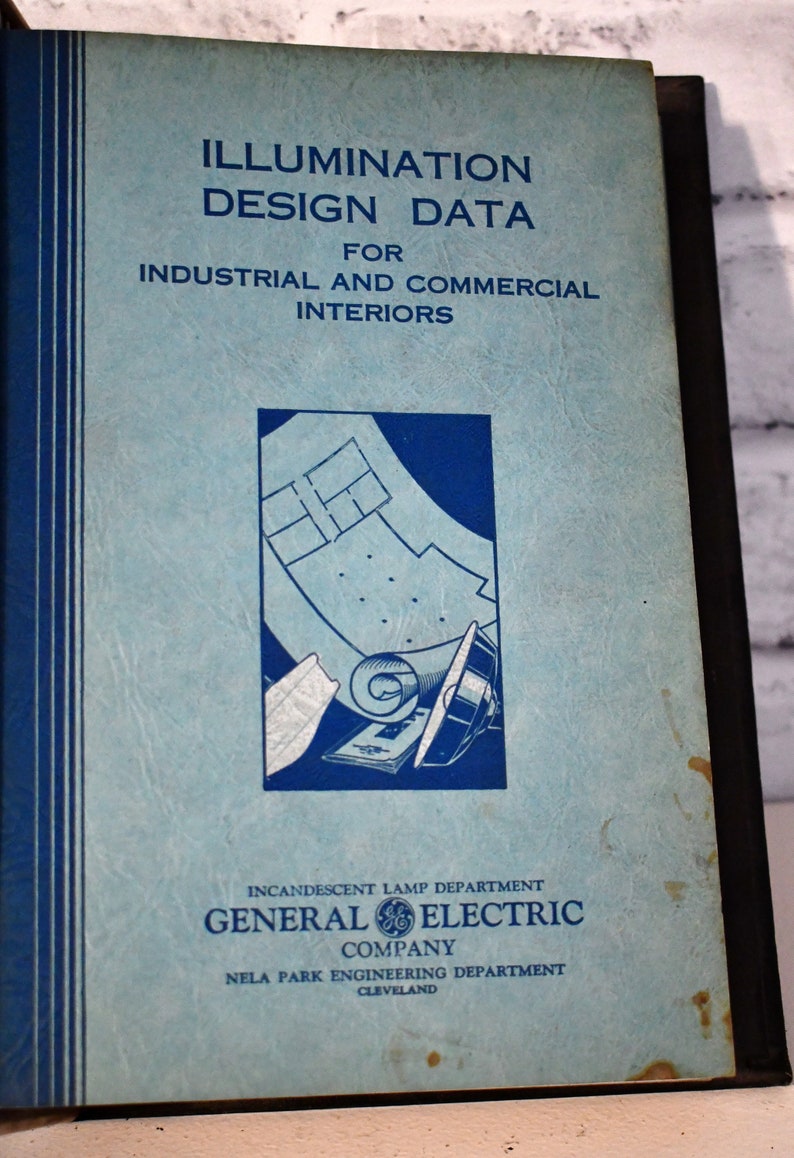 ILLUMINATION
DESIGN DATA
FOR
INDUSTRIAL AND COMMERCIAL
INTERIORS
INCANDESCENT LAMP DEPARTMENT
GENERAL GE ELECTRIC
COMPANY
NELA PARK ENGINEERING DEPARTMENT
CLEVELAND